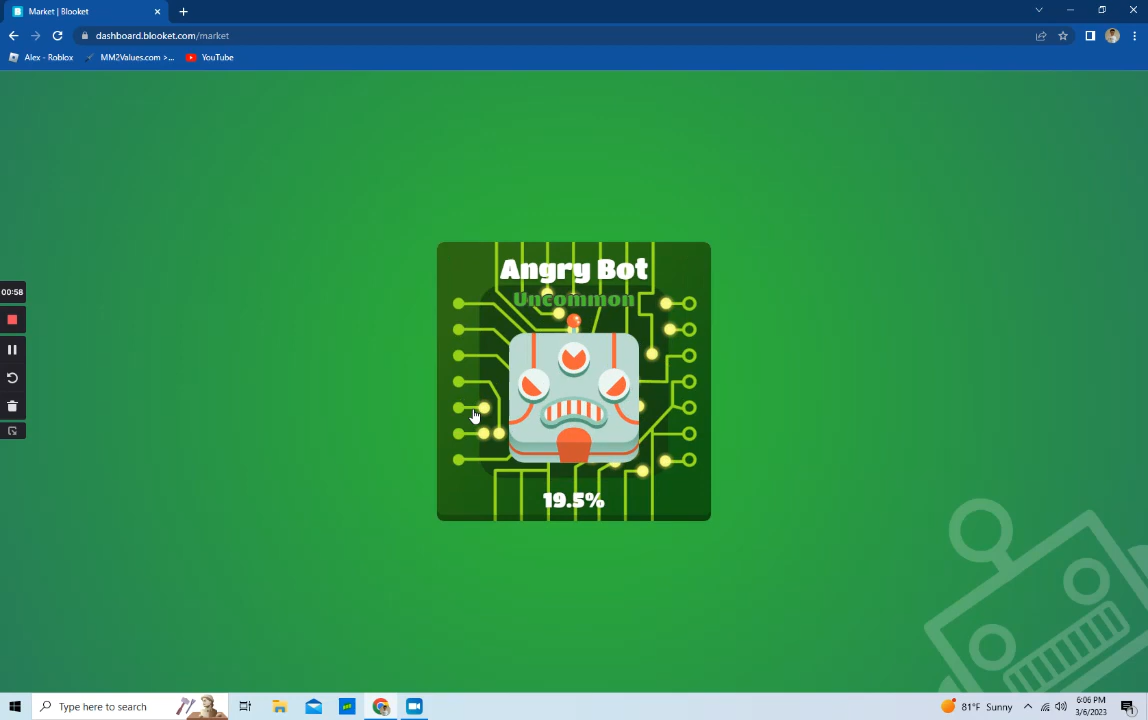 Market | Blooket
dashboard.blooket.com/market
Alex - Roblox
MM2Values.com >...
YouTube
00:58
Angry Bot
Uncommon
19.5%
Type here to search
81°F Sunny
6:06 PM
3/6/2023
1